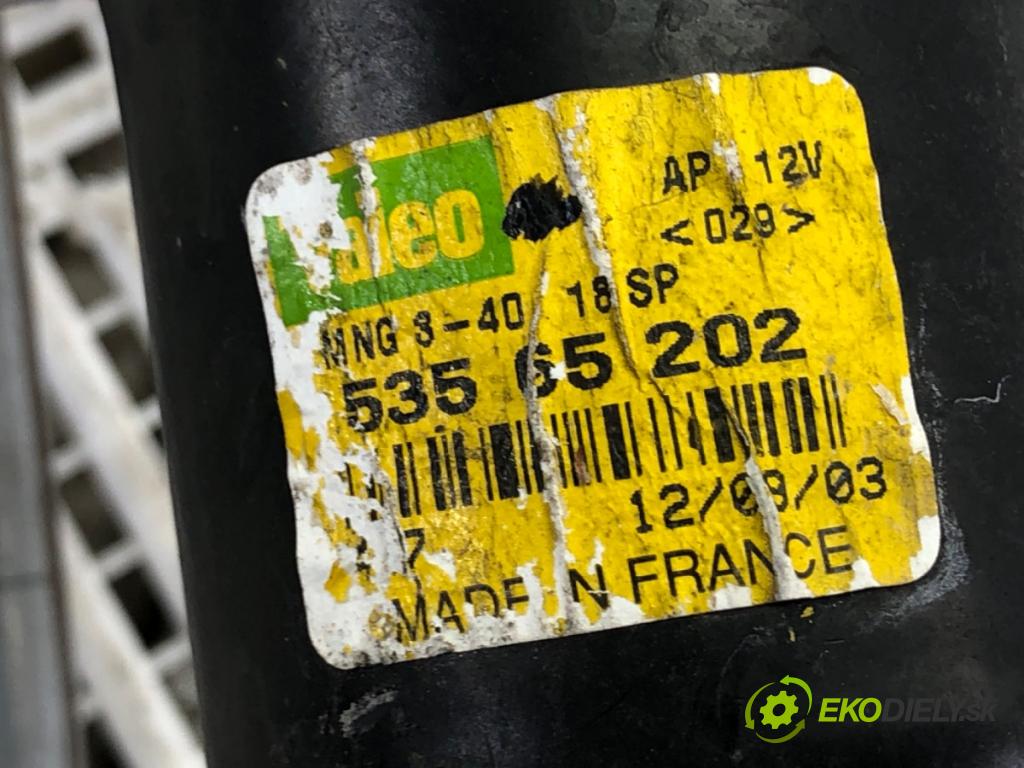 Valeo
AP 12V
<029>
MNG 3-40 18 SP
535 65 202
12/09/03
MADE IN FRANCE
EKODIELY.sk